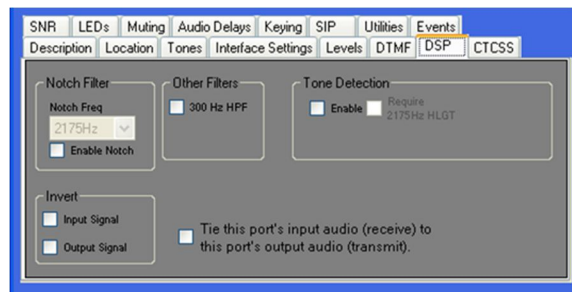 SNR LEDs Muting Audio Delays Keying SIP Utilities Events
Description Location Tones Interface Settings Levels DTMF DSP CTCSS
Notch Filter
Notch Freq
2175Hz
Enable Notch
Other Filters
300 Hz HPF
Tone Detection
Enable
Require
2175Hz HLGT
Invert
Input Signal
Output Signal
Tie this port's input audio (receive) to
this port's output audio (transmit).